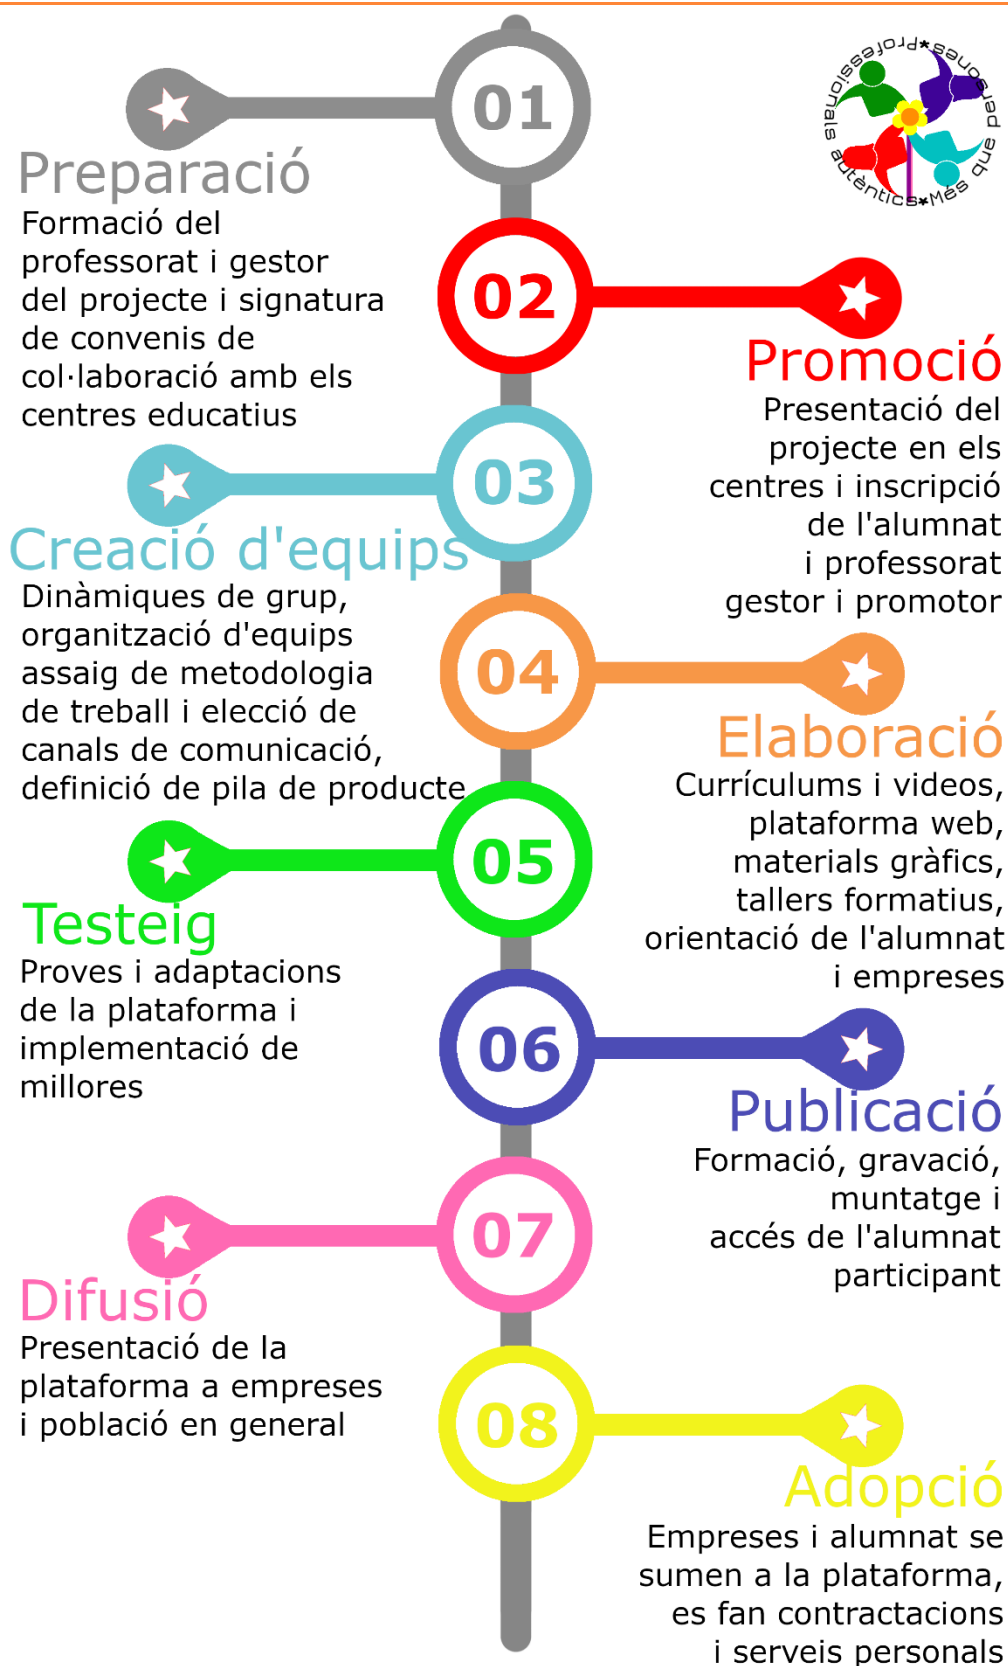 01
Preparació
Formació del
professorat i gestor
del projecte i signatura
de convenis de
col·laboració amb els
centres educatius
Professionals autèntics*Més que persones*
02
Promoció
Presentació del
projecte en els
centres i inscripció
de l'alumnat
i professorat
gestor i promotor
03
Creació d'equips
Dinàmiques de grup,
organització d'equips
assaig de metodologia
de treball i elecció de
canals de comunicació,
definició de pila de producte
04
Elaboració
Currículums i videos,
plataforma web,
materials gràfics,
tallers formatius,
orientació de l'alumnat
i empreses
05
Testeig
Proves i adaptacions
de la plataforma i
implementació de
millores
06
Publicació
Formació, gravació,
muntatge i
accés de l'alumnat
participant
07
Difusió
Presentació de la
plataforma a empreses
i població en general
08
Adopció
Empreses i alumnat se
sumen a la plataforma,
es fan contractacions
i serveis personals